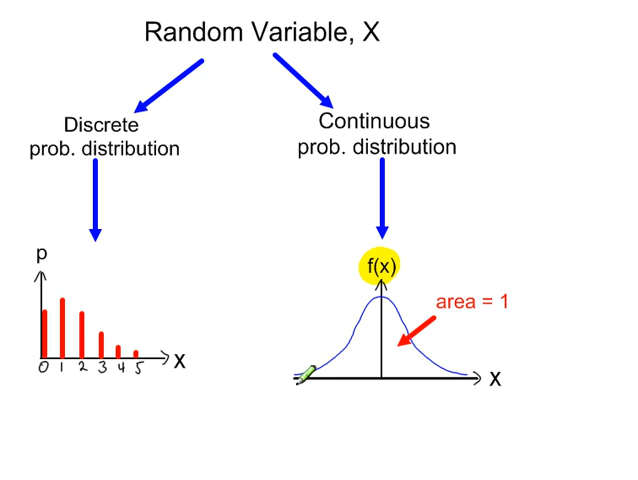 Random Variable, X
Discrete
prob. distribution
Continuous
prob. distribution
p
0 1 2 3 4 5
X
f(x)
area = 1
X